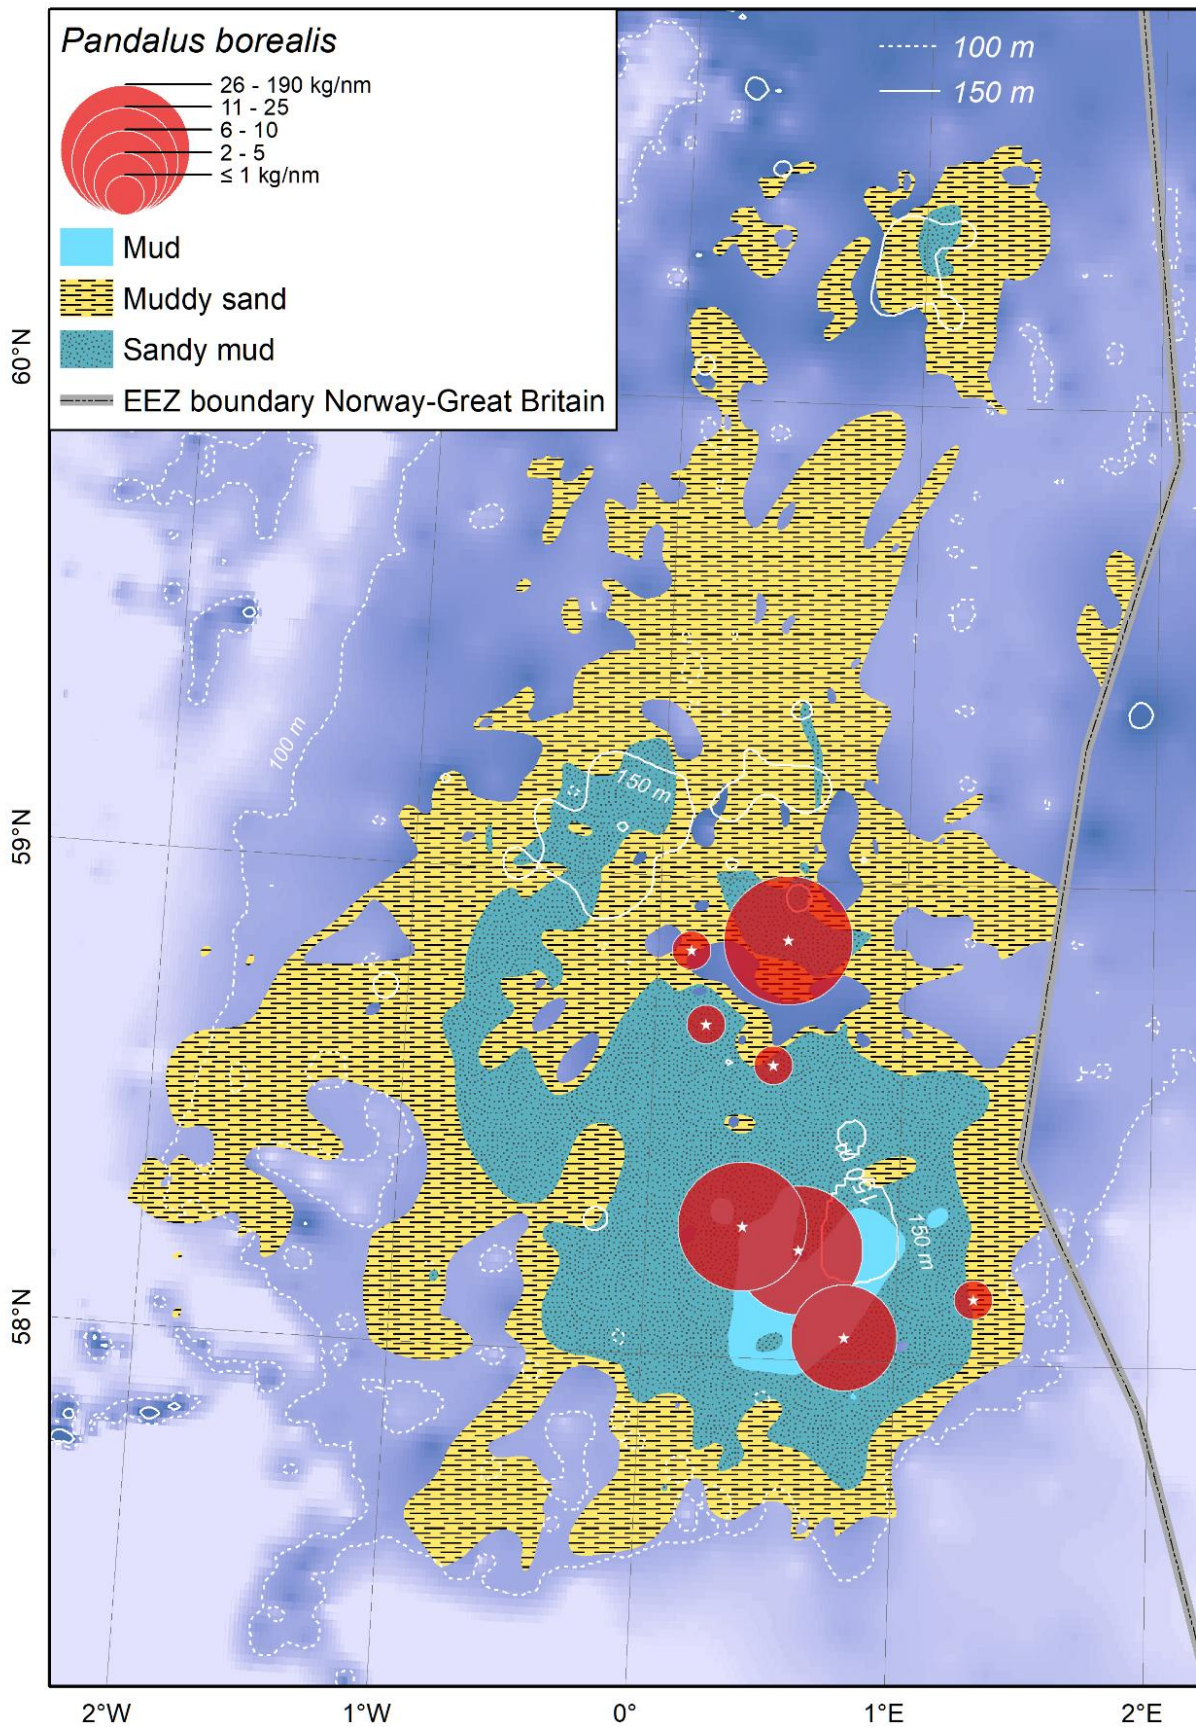 Pandalus borealis
26 - 190 kg/nm
11 - 25
6 - 10
2 - 5
≤ 1 kg/nm
Mud
Muddy sand
Sandy mud
EEZ boundary Norway-Great Britain
100 m
150 m
60°N
100 m
150 m
59°N
150
150 m
58°N
2°W 1°W 0° 1°E 2°E